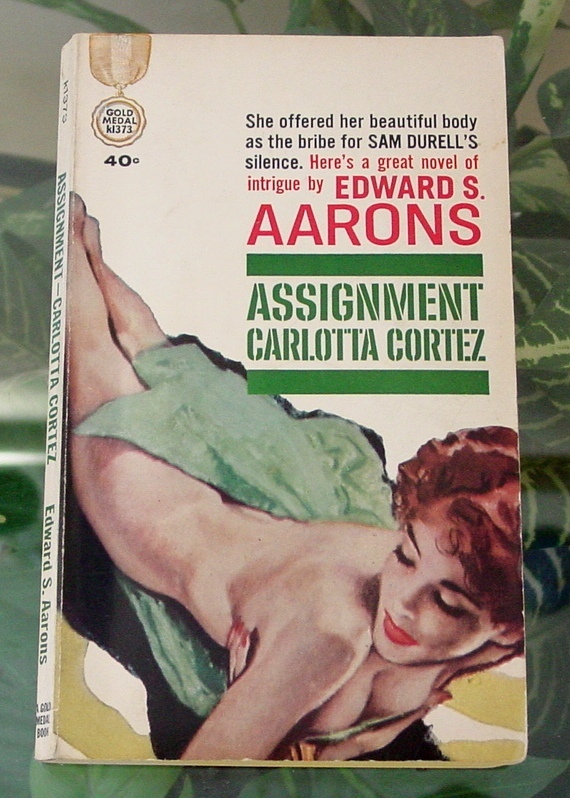 GOLD
MEDAL
k1373
40¢
She offered her beautiful body
as the bribe for SAM DURELL'S
silence. Here's a great novel of
intrigue by EDWARD S.
AARONS
ASSIGNMENT
CARLOTTA CORTEZ
k1373
ASSIGNMENT—CARLOTTA CORTEZ
Edward S. Aarons
A GOLD
MEDAL
BOOK